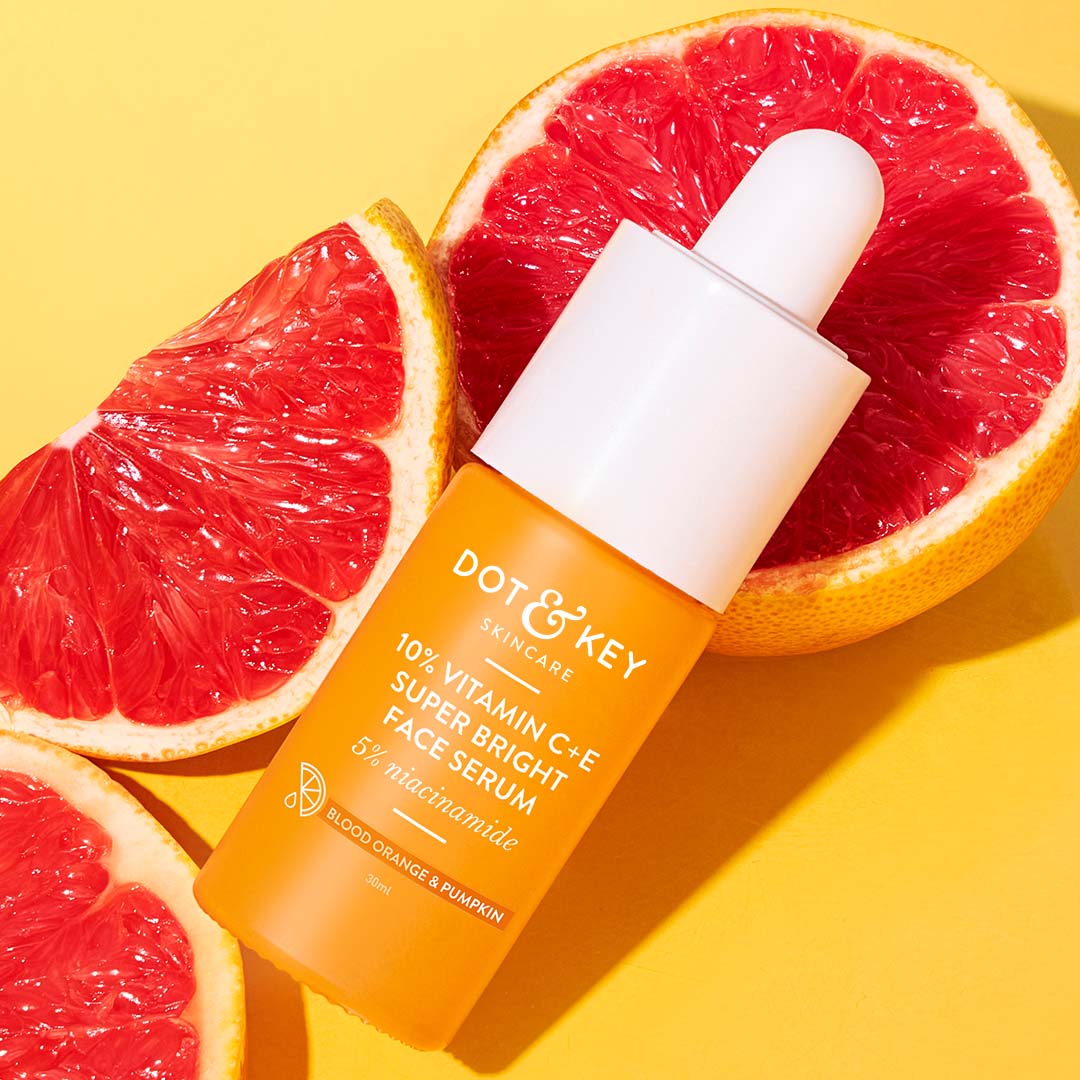 DOT & KEY
SKINCARE
10% VITAMIN C+E
SUPER BRIGHT
FACE SERUM
5% niacinamide
BLOOD ORANGE & PUMPKIN
30mL